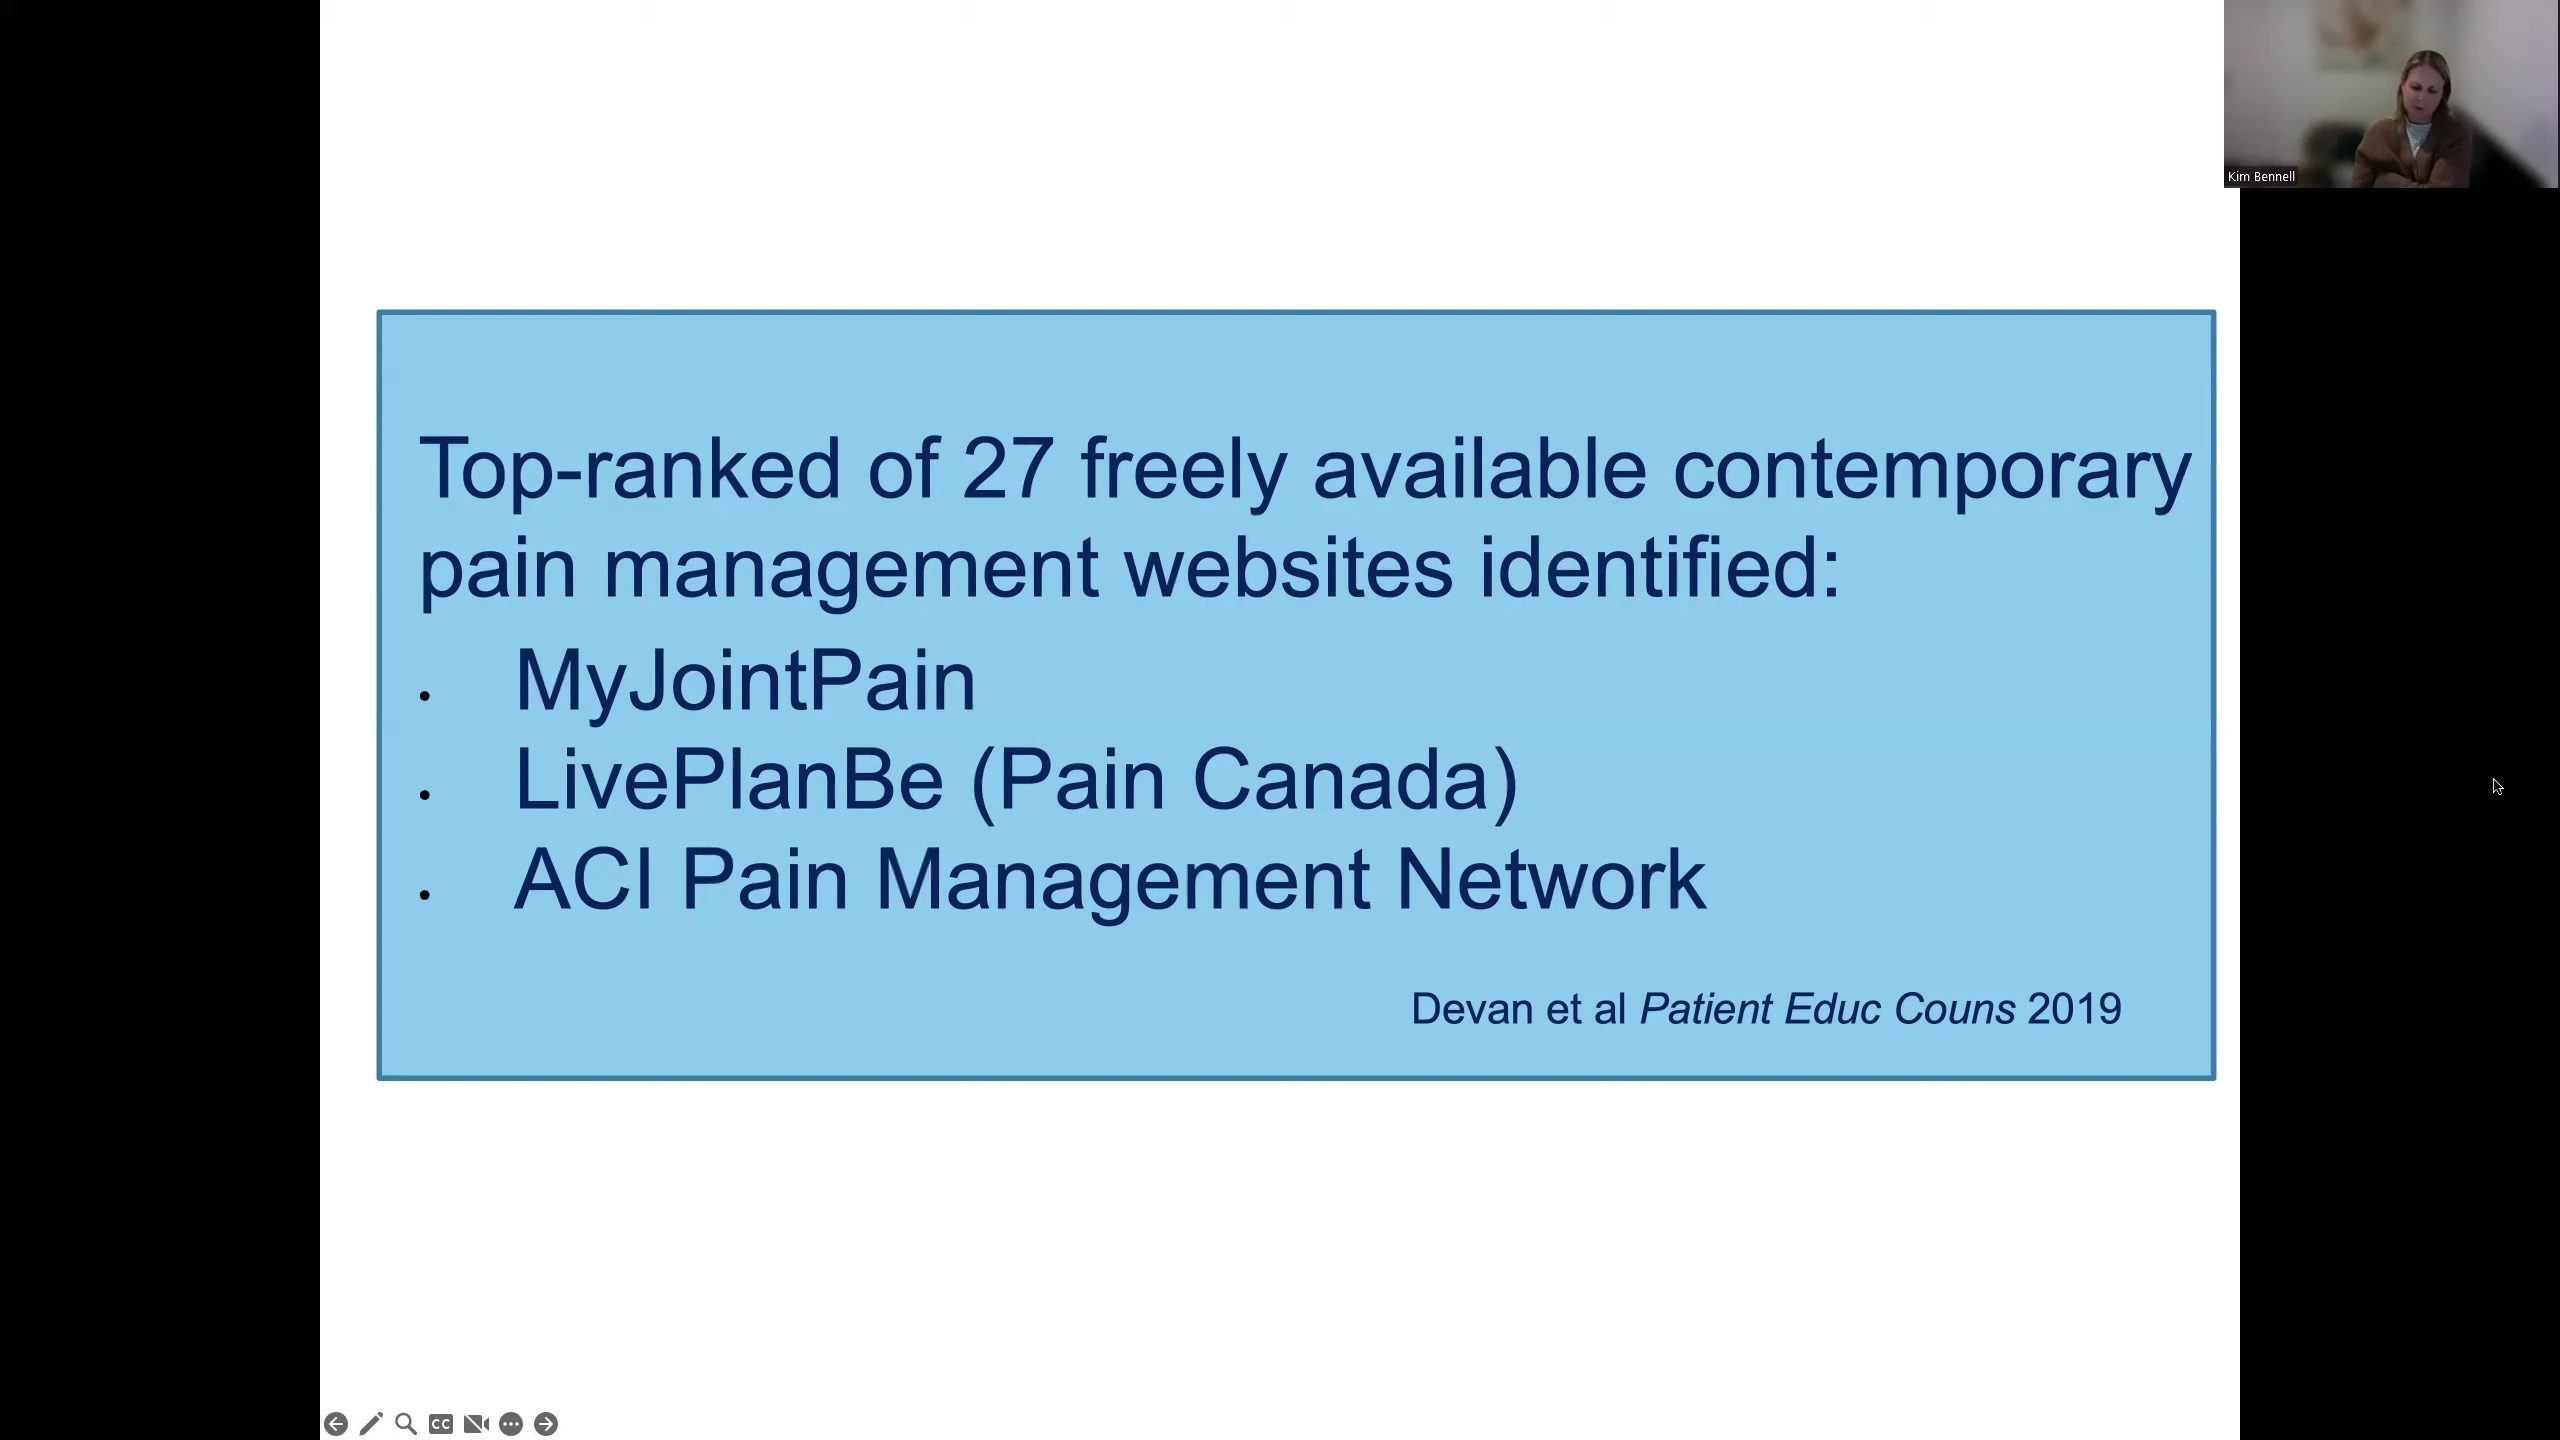 Kim Bennell
Top-ranked of 27 freely available contemporary
pain management websites identified:
• MyJointPain
• LivePlanBe (Pain Canada)
• ACI Pain Management Network
Devan et al Patient Educ Couns 2019
CC